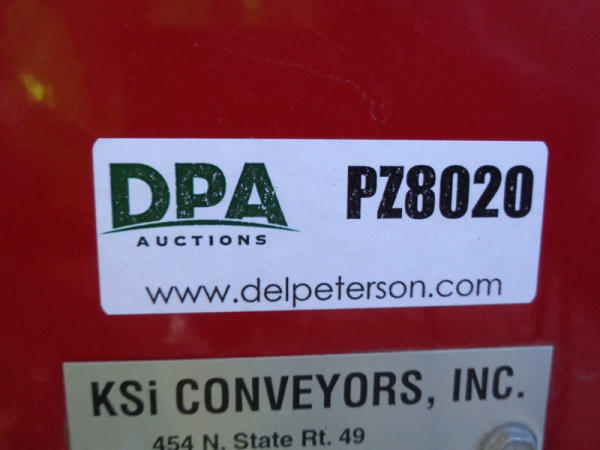 DPA PZ8020
AUCTIONS
www.delpeterson.com
KSi CONVEYORS, INC.
454 N. State Rt. 49